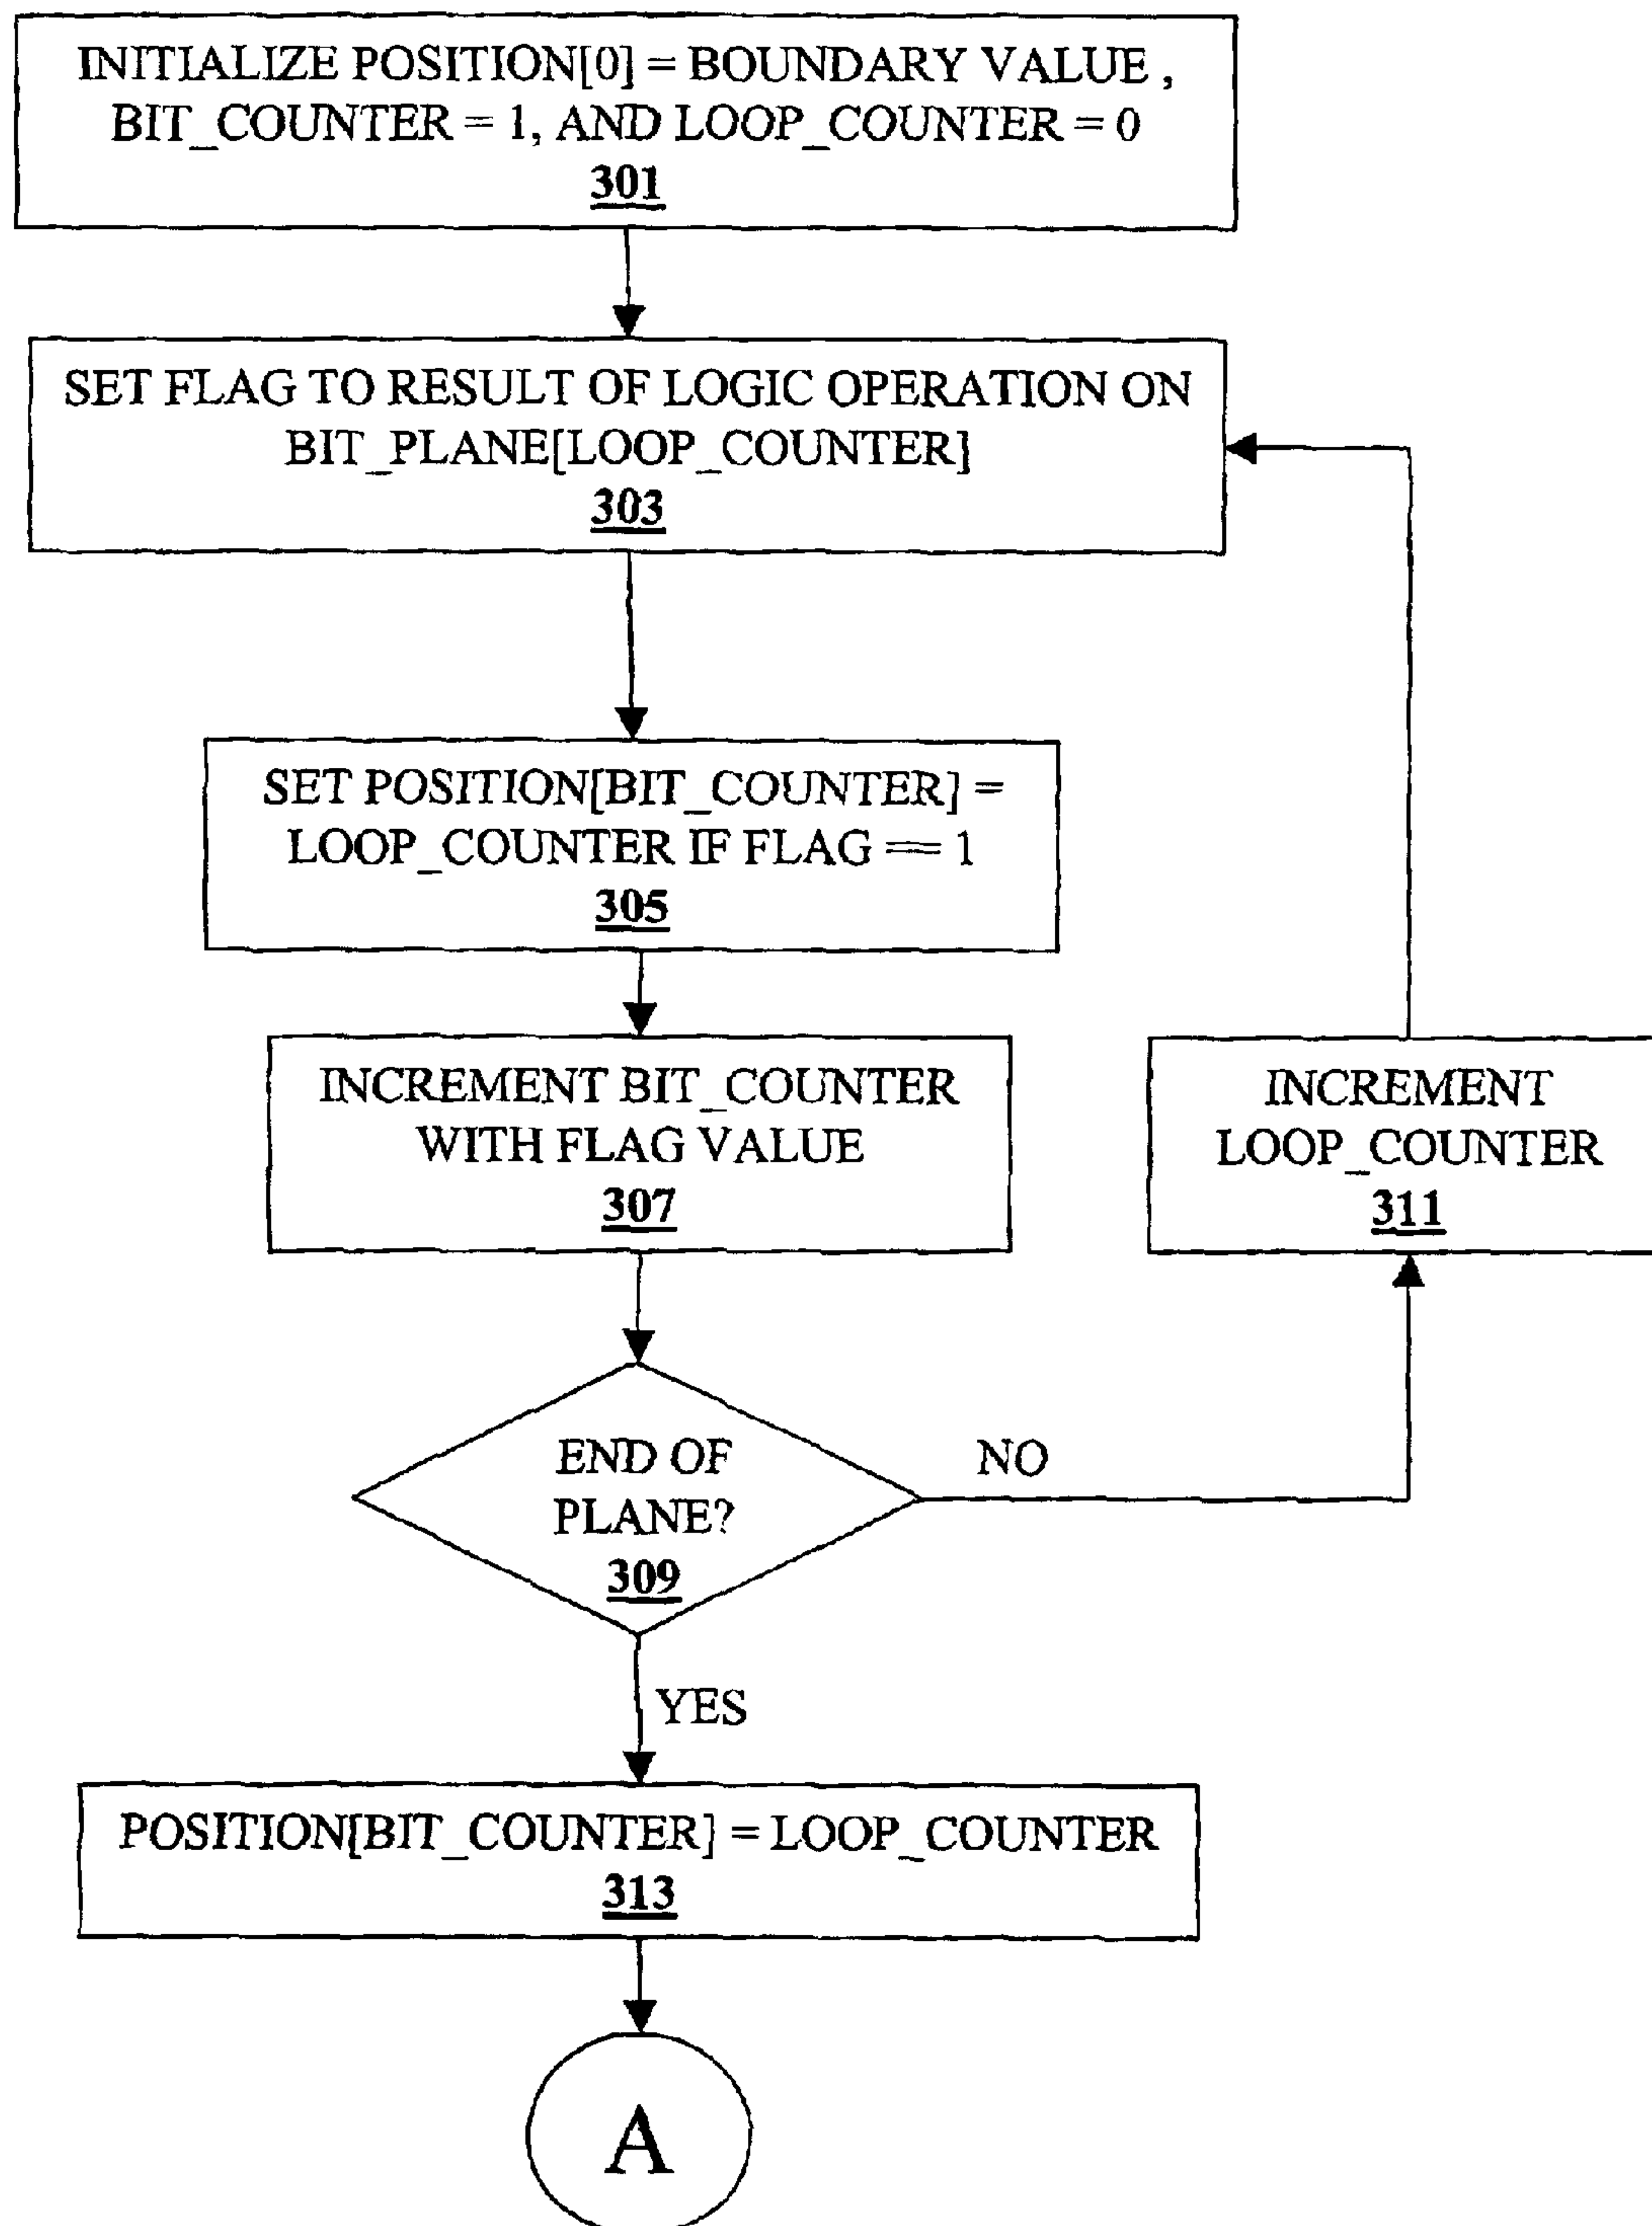 INITIALIZE POSITION[0] = BOUNDARY VALUE ,
BIT_COUNTER = 1, AND LOOP_COUNTER = 0
301
SET FLAG TO RESULT OF LOGIC OPERATION ON
BIT_PLANE[LOOP_COUNTER]
303
SET POSITION[BIT_COUNTER] =
LOOP_COUNTER IF FLAG == 1
305
INCREMENT BIT_COUNTER
WITH FLAG VALUE
307
INCREMENT
LOOP_COUNTER
311
END OF
PLANE?
309
NO
YES
POSITION[BIT_COUNTER] = LOOP_COUNTER
313
A